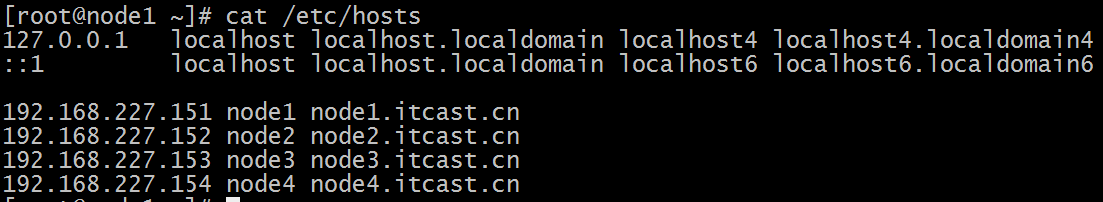 [root@node1 ~]# cat /etc/hosts
127.0.0.1   localhost localhost.localdomain localhost4 localhost4.localdomain4
::1         localhost localhost.localdomain localhost6 localhost6.localdomain6

192.168.227.151 node1 node1.itcast.cn
192.168.227.152 node2 node2.itcast.cn
192.168.227.153 node3 node3.itcast.cn
192.168.227.154 node4 node4.itcast.cn
[root@node1 ~]#